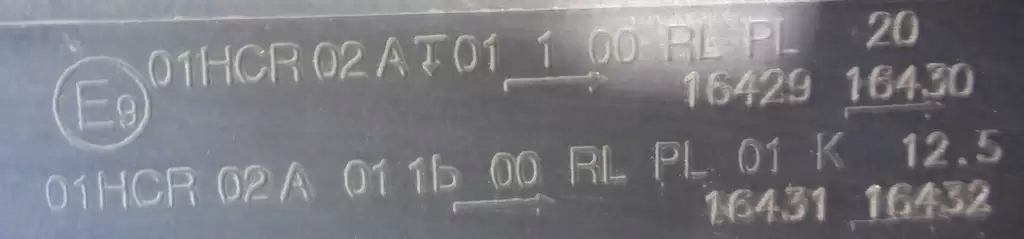 01HCR 02 A ↧ 01 1 00 RL PL 20
→
16429 16430
E9
01HCR 02 A 01 1b 00 RL PL 01 K 12.5
→
16431 16432